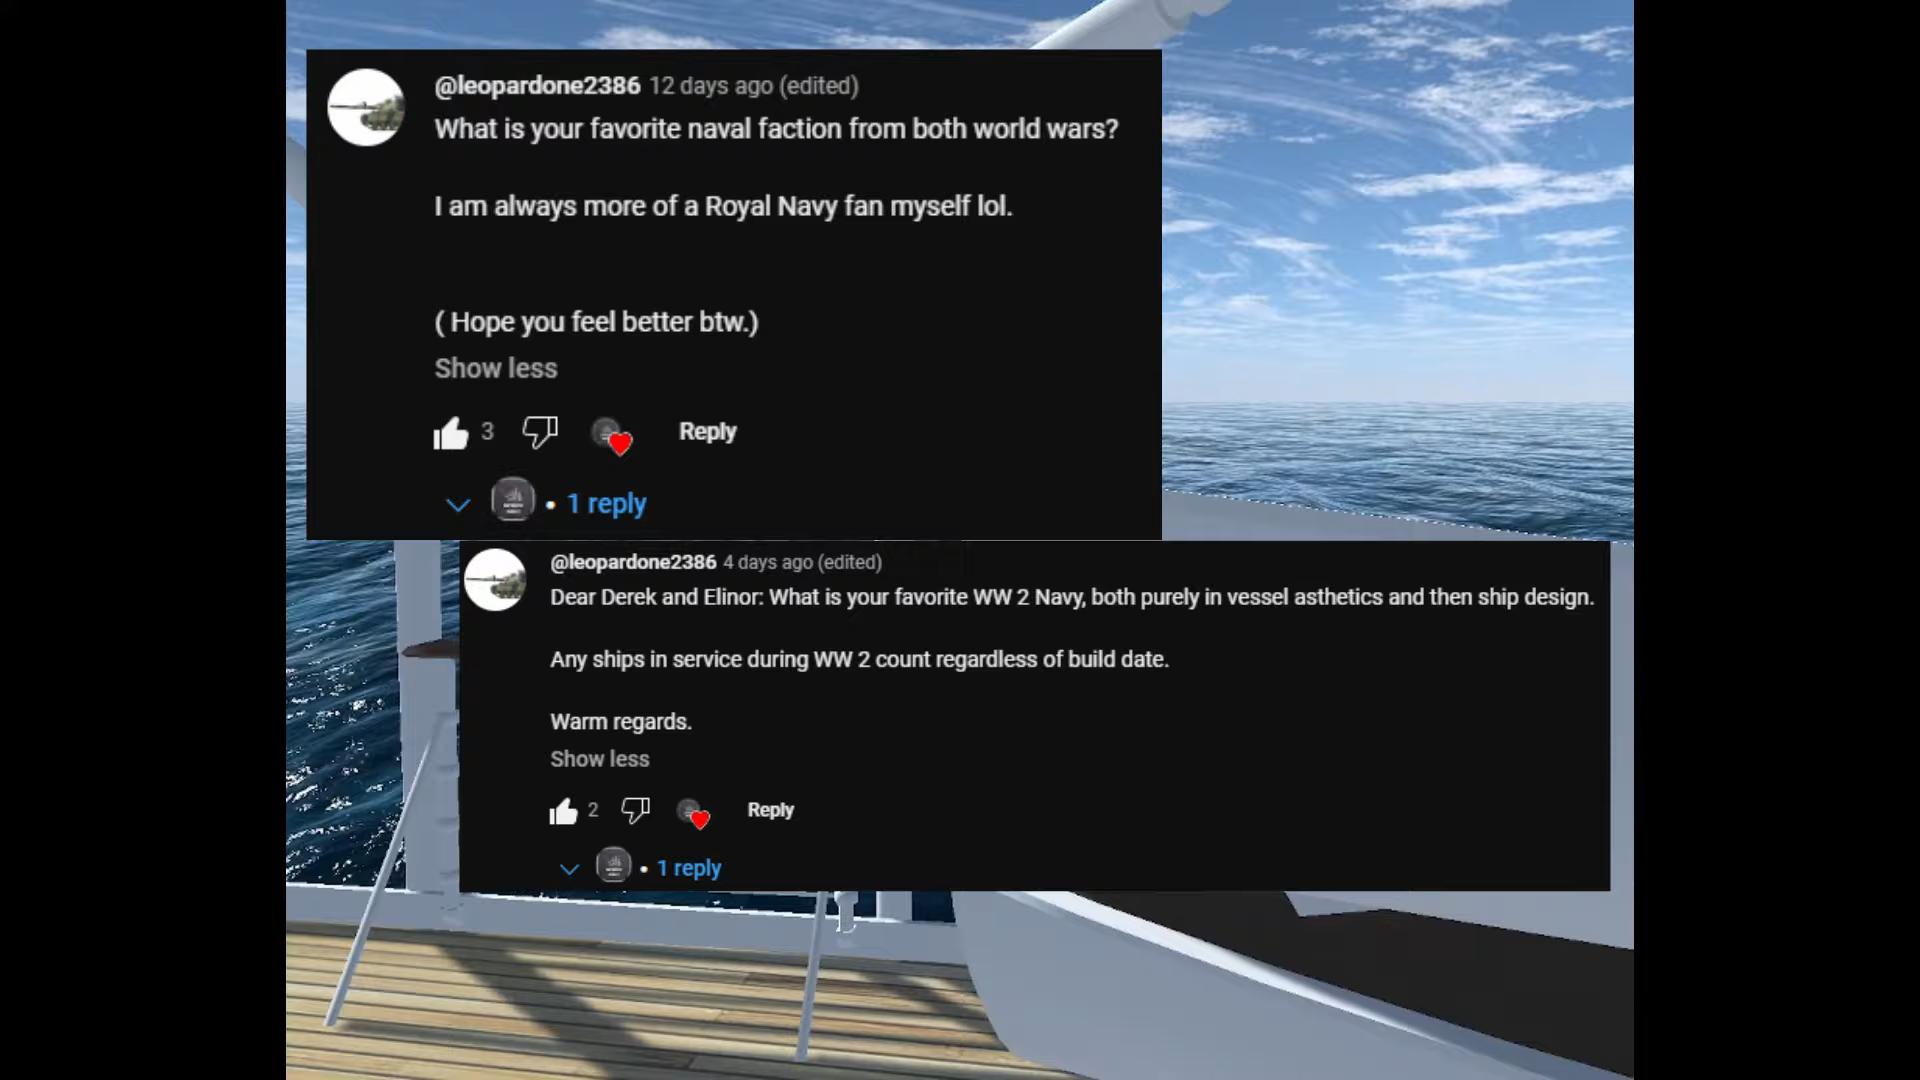 @leopardone2386 12 days ago (edited)
What is your favorite naval faction from both world wars?
I am always more of a Royal Navy fan myself lol.
( Hope you feel better btw.)
Show less
3 Reply
• 1 reply
@leopardone2386 4 days ago (edited)
Dear Derek and Elinor: What is your favorite WW 2 Navy, both purely in vessel asthetics and then ship design.
Any ships in service during WW 2 count regardless of build date.
Warm regards.
Show less
2 Reply
• 1 reply